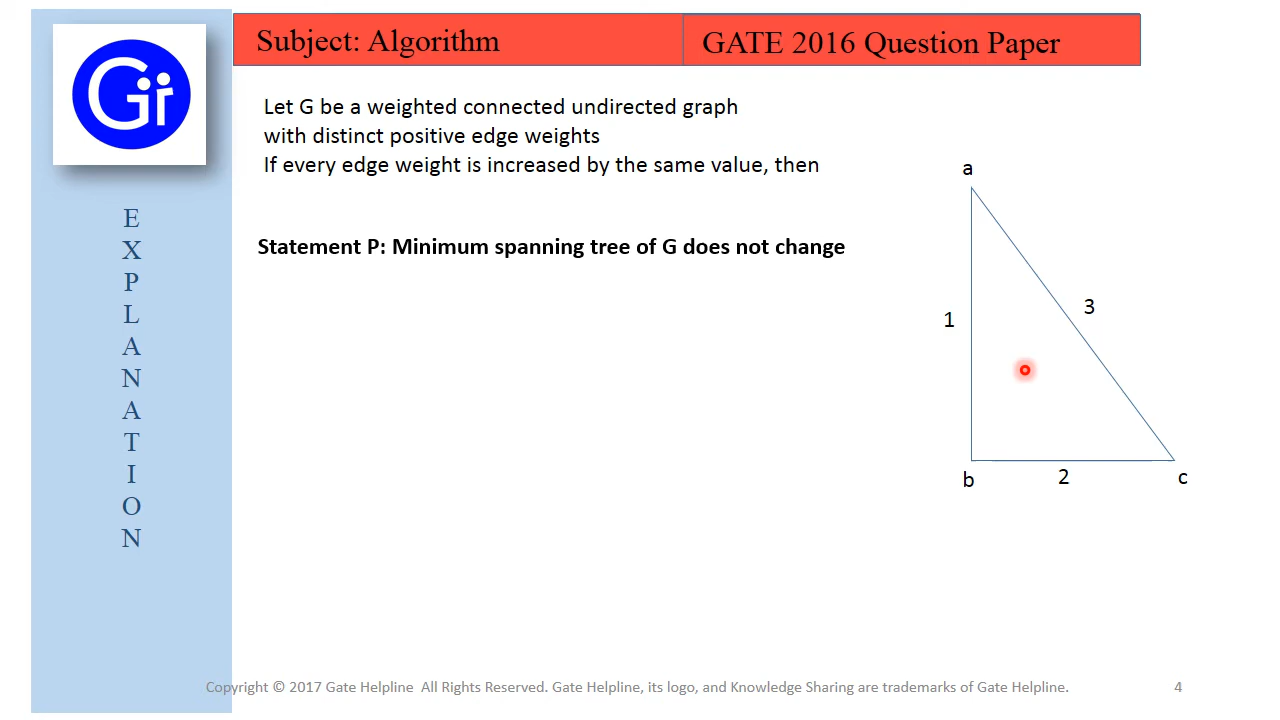 Gir
Subject: Algorithm
GATE 2016 Question Paper
Let G be a weighted connected undirected graph
with distinct positive edge weights
If every edge weight is increased by the same value, then
Statement P: Minimum spanning tree of G does not change
E
X
P
L
A
N
A
T
I
O
N
a
1
3
b
2
c
Copyright © 2017 Gate Helpline All Rights Reserved. Gate Helpline, its logo, and Knowledge Sharing are trademarks of Gate Helpline.
4